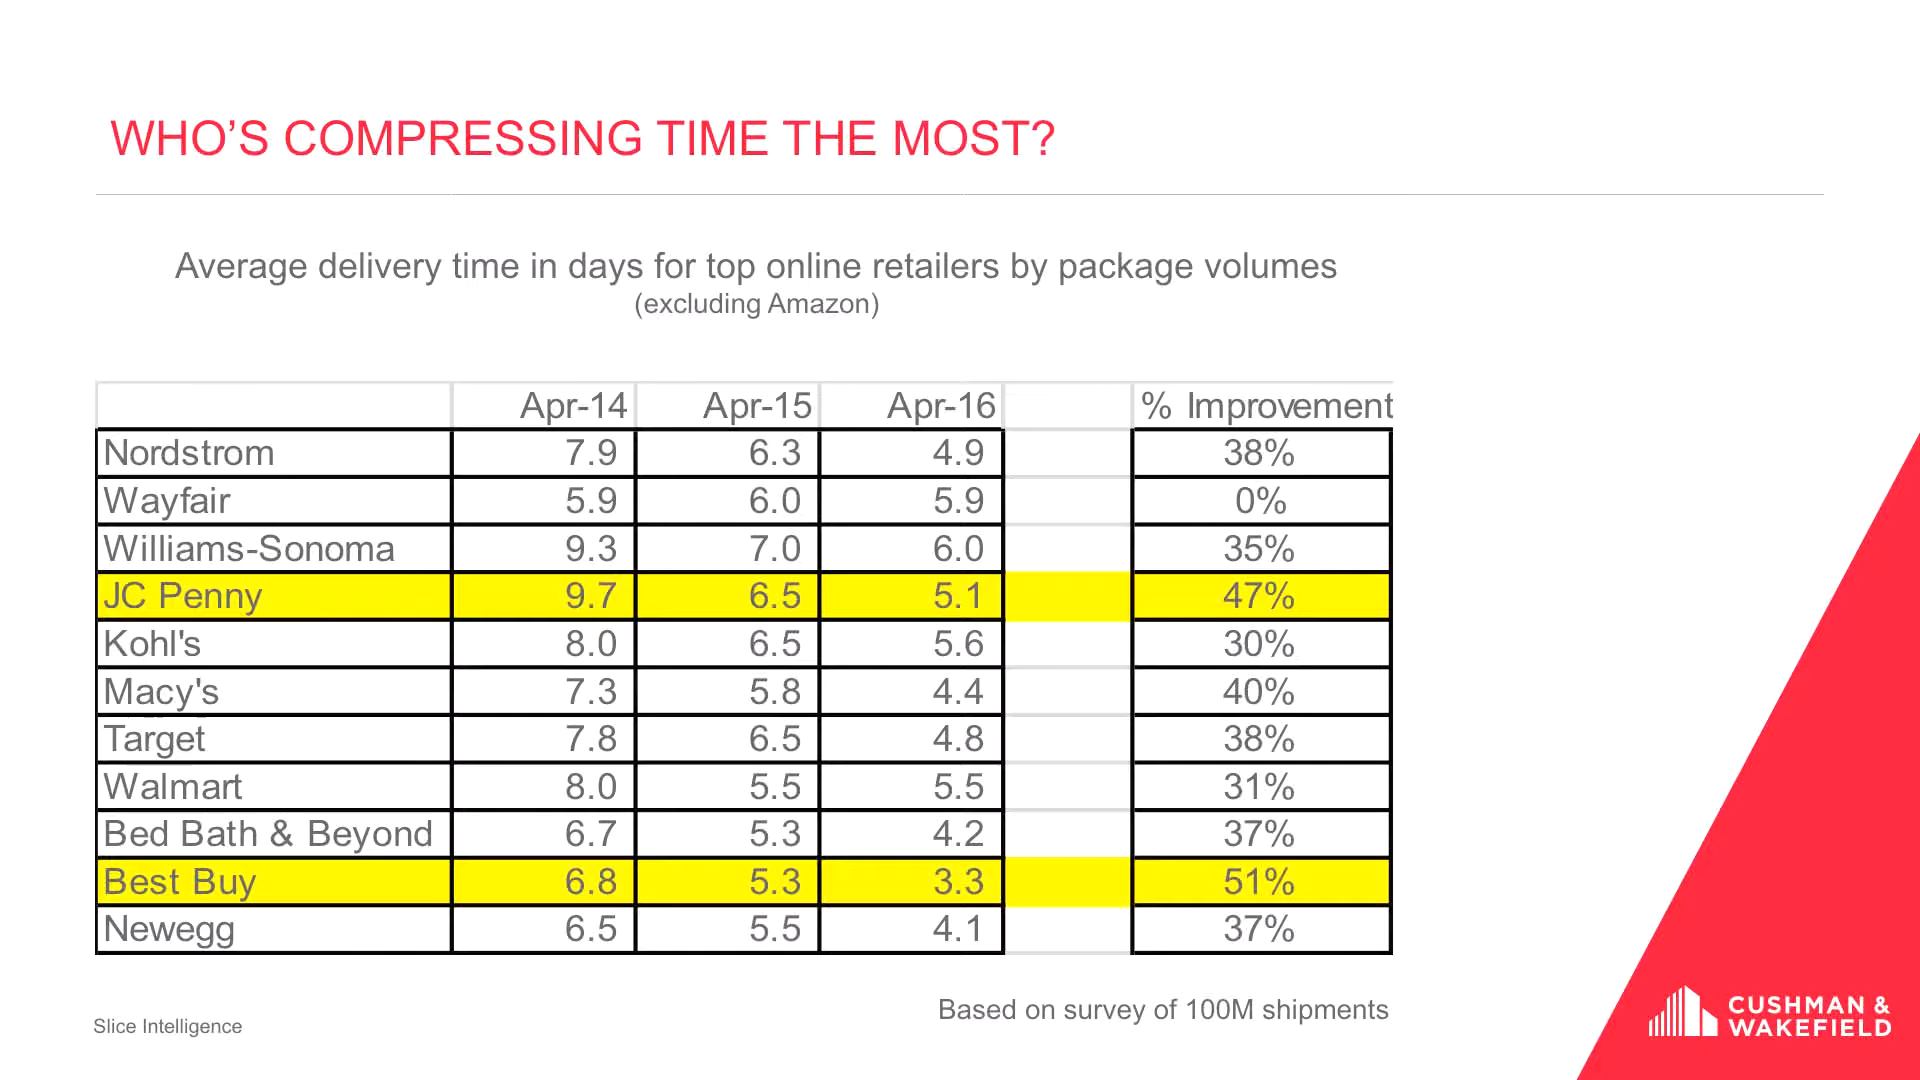 WHO’S COMPRESSING TIME THE MOST?
Average delivery time in days for top online retailers by package volumes
(excluding Amazon)
Apr-14 Apr-15 Apr-16 % Improvement
Nordstrom 7.9 6.3 4.9 38%
Wayfair 5.9 6.0 5.9 0%
Williams-Sonoma 9.3 7.0 6.0 35%
JC Penny 9.7 6.5 5.1 47%
Kohl's 8.0 6.5 5.6 30%
Macy's 7.3 5.8 4.4 40%
Target 7.8 6.5 4.8 38%
Walmart 8.0 5.5 5.5 31%
Bed Bath & Beyond 6.7 5.3 4.2 37%
Best Buy 6.8 5.3 3.3 51%
Newegg 6.5 5.5 4.1 37%
Based on survey of 100M shipments
Slice Intelligence
CUSHMAN &
WAKEFIELD